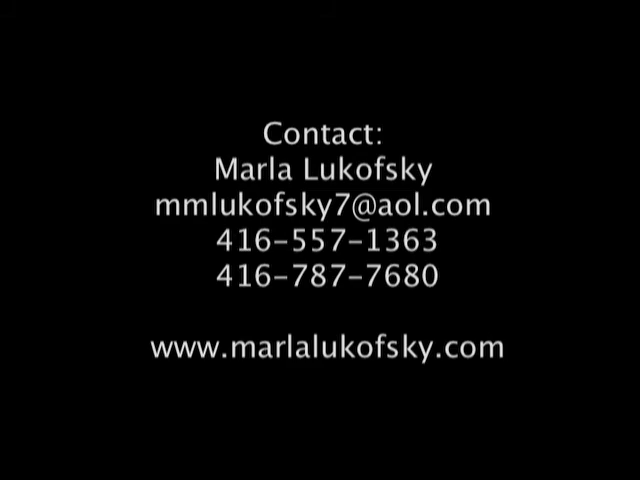 Contact:
Marla Lukofsky
mmlukofsky7@aol.com
416-557-1363
416-787-7680
www.marlalukofsky.com